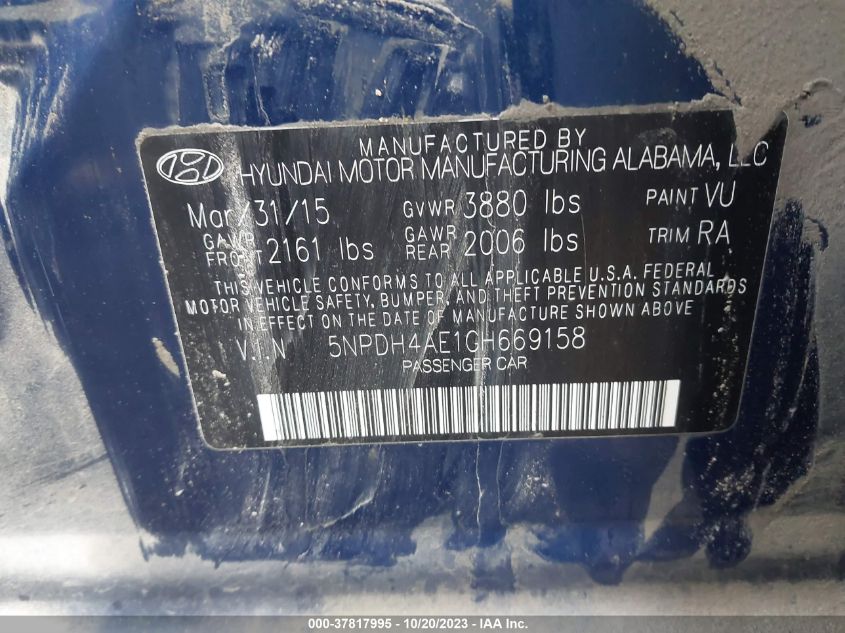 MANUFACTURED BY
HYUNDAI MOTOR MANUFACTURING ALABAMA, LLC
Mar/31/15 GVWR 3880 lbs PAINT VU
GAWR FRONT 2161 lbs GAWR REAR 2006 lbs TRIM RA
THIS VEHICLE CONFORMS TO ALL APPLICABLE U.S.A. FEDERAL
MOTOR VEHICLE SAFETY, BUMPER, AND THEFT PREVENTION STANDARDS
IN EFFECT ON THE DATE OF MANUFACTURE SHOWN ABOVE
V.I.N 5NPDH4AE1GH669158
PASSENGER CAR
000-37817995 - 10/20/2023 - IAA Inc.